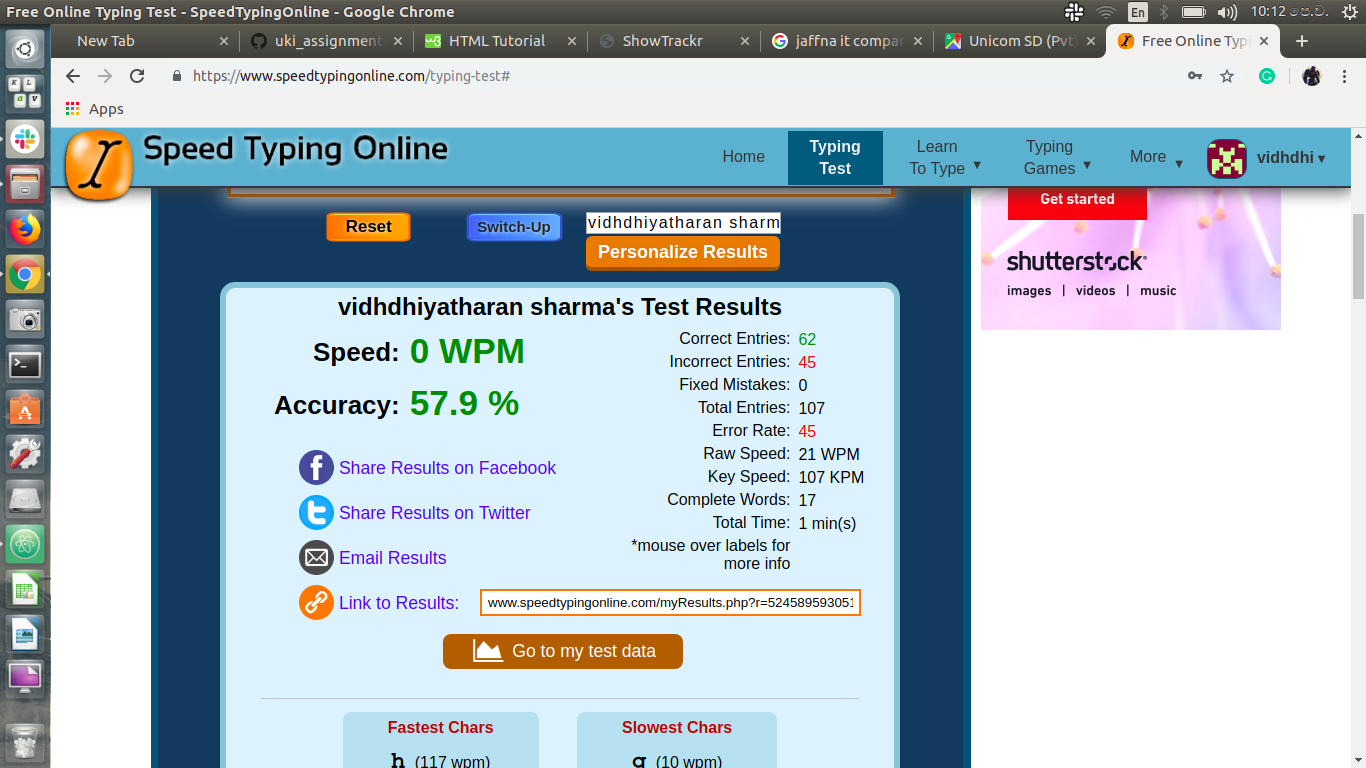 Free Online Typing Test - SpeedTypingOnline - Google Chrome
En
10:12 පෙ.ව.
New Tab
uki_assignment
HTML Tutorial
ShowTrackr
jaffna it compa
Unicom SD (Pvt)
Free Online Typi
https://www.speedtypingonline.com/typing-test#
Apps
Speed Typing Online
Home
Typing Test
Learn To Type
Typing Games
More
vidhdhi
Get started
shutterstock
images | videos | music
Reset
Switch-Up
vidhdhiyatharan sharm
Personalize Results
vidhdhiyatharan sharma's Test Results
Speed: 0 WPM
Accuracy: 57.9 %
Correct Entries: 62
Incorrect Entries: 45
Fixed Mistakes: 0
Total Entries: 107
Error Rate: 45
Raw Speed: 21 WPM
Key Speed: 107 KPM
Complete Words: 17
Total Time: 1 min(s)
*mouse over labels for
more info
Share Results on Facebook
Share Results on Twitter
Email Results
Link to Results: www.speedtypingonline.com/myResults.php?r=524589593051
Go to my test data
Fastest Chars
h (117 wpm)
Slowest Chars
g (10 wpm)